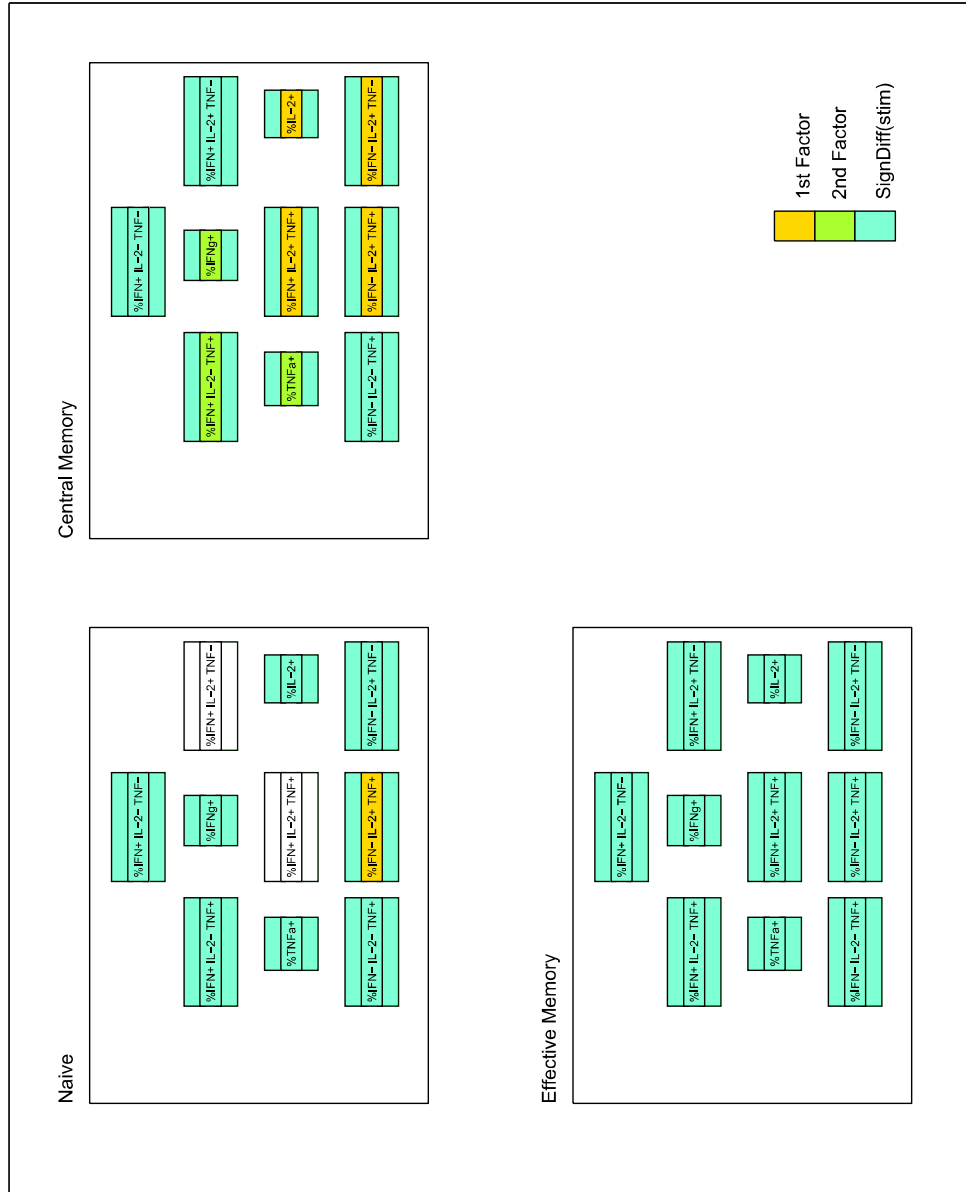 Naive
%IFN+ IL-2- TNF-
%IFN+ IL-2- TNF+
%IFNg+
%IFN+ IL-2+ TNF-
%TNFa+
%IFN+ IL-2+ TNF+
%IL-2+
%IFN- IL-2- TNF+
%IFN- IL-2+ TNF+
%IFN- IL-2+ TNF-
Central Memory
%IFN+ IL-2- TNF-
%IFN+ IL-2- TNF+
%IFNg+
%IFN+ IL-2+ TNF-
%TNFa+
%IFN+ IL-2+ TNF+
%IL-2+
%IFN- IL-2- TNF+
%IFN- IL-2+ TNF+
%IFN- IL-2+ TNF-
Effective Memory
%IFN+ IL-2- TNF-
%IFN+ IL-2- TNF+
%IFNg+
%IFN+ IL-2+ TNF-
%TNFa+
%IFN+ IL-2+ TNF+
%IL-2+
%IFN- IL-2- TNF+
%IFN- IL-2+ TNF+
%IFN- IL-2+ TNF-
1st Factor
2nd Factor
SignDiff(stim)